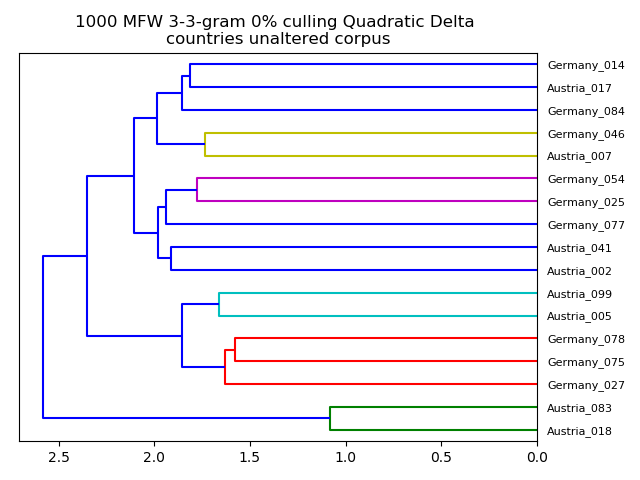 1000 MFW 3-3-gram 0% culling Quadratic Delta
countries unaltered corpus
Germany_014
Austria_017
Germany_084
Germany_046
Austria_007
Germany_054
Germany_025
Germany_077
Austria_041
Austria_002
Austria_099
Austria_005
Germany_078
Germany_075
Germany_027
Austria_083
Austria_018
2.5 2.0 1.5 1.0 0.5 0.0